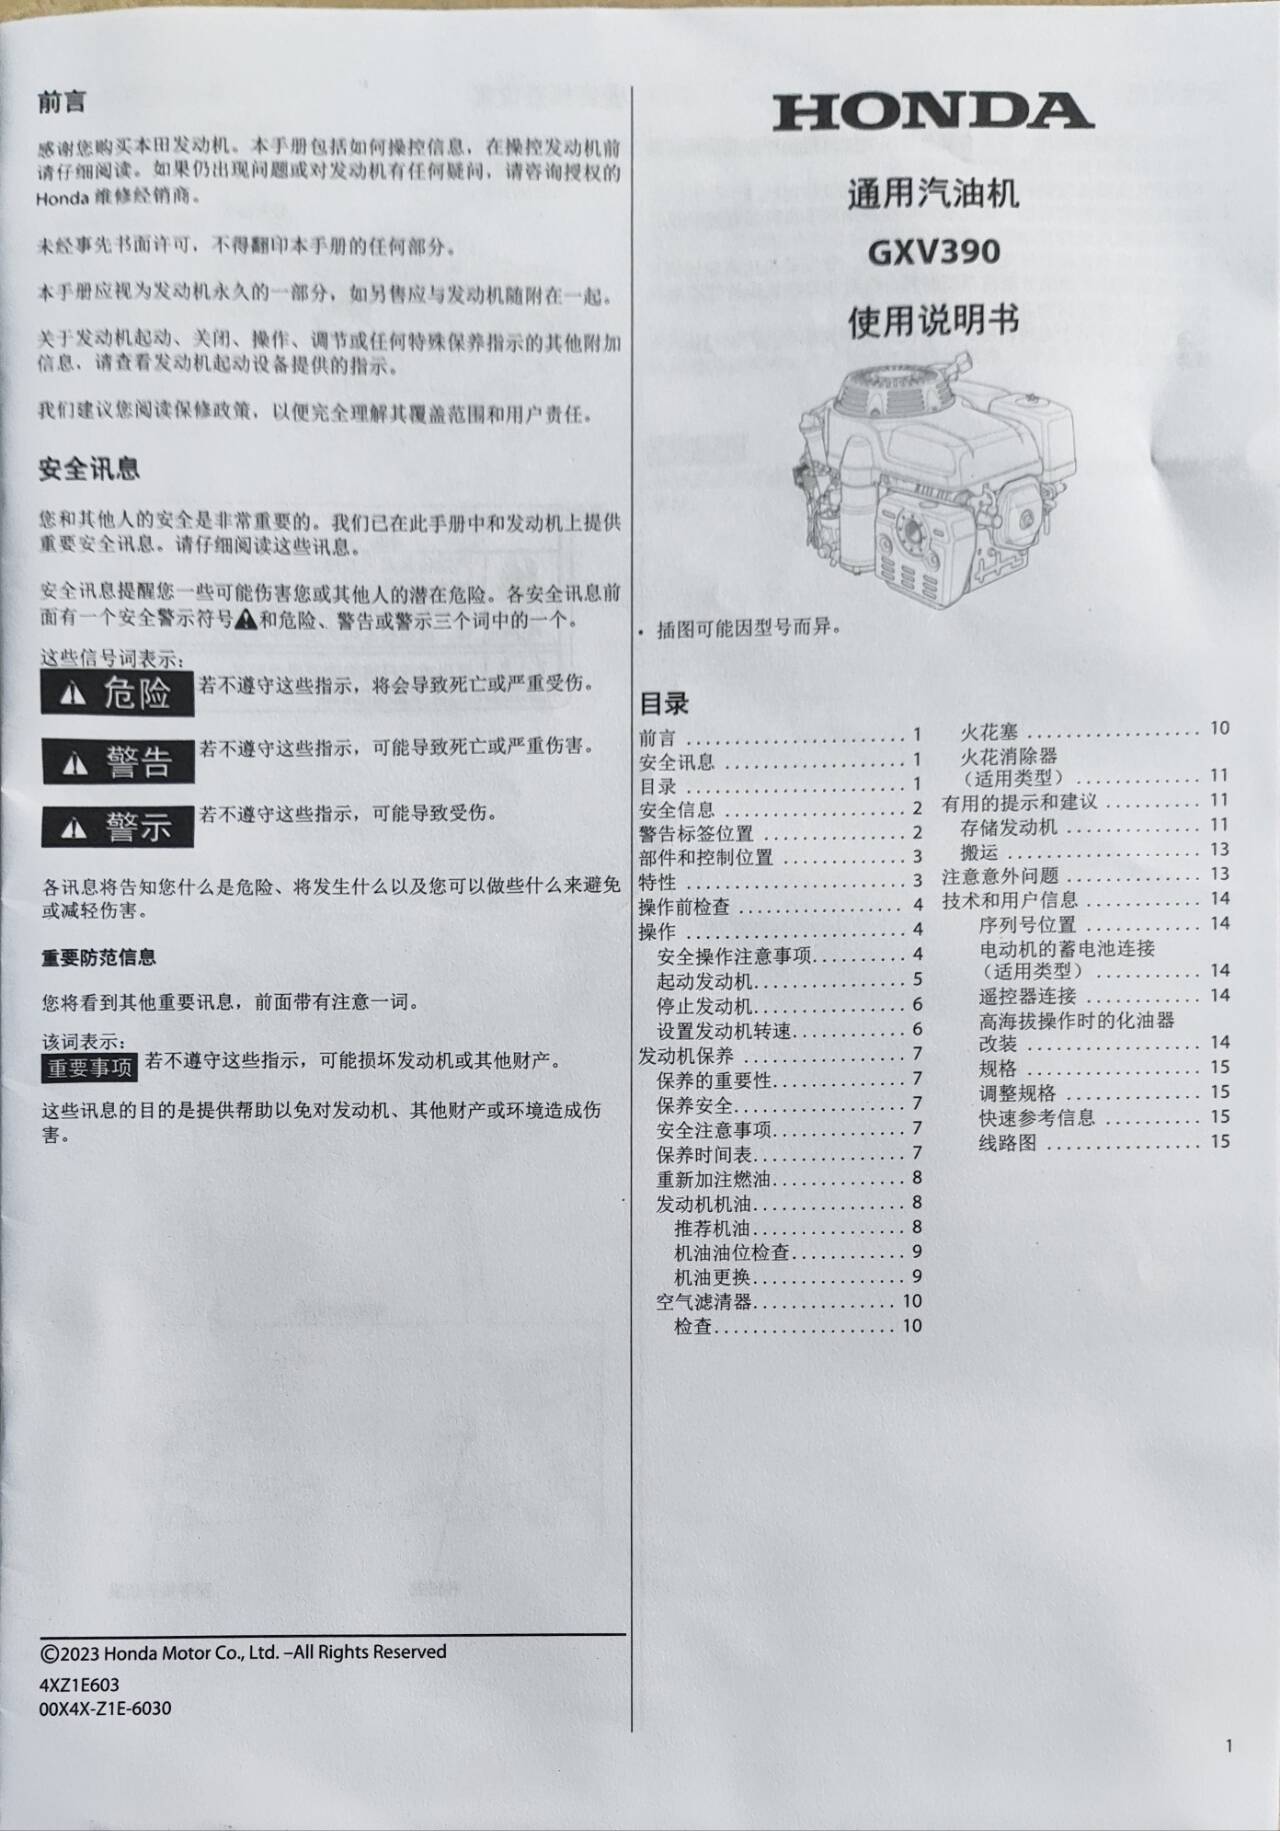 前言
感谢您购买本田发动机。本手册包括如何操控信息，在操控发动机前
请仔细阅读。如果仍出现问题或对发动机有任何疑问，请咨询授权的
Honda 维修经销商。
未经事先书面许可，不得翻印本手册的任何部分。
本手册应视为发动机永久的一部分，如另售应与发动机随附在一起。
关于发动机起动、关闭、操作、调节或任何特殊保养指示的其他附加
信息，请查看发动机起动设备提供的指示。
我们建议您阅读保修政策，以便完全理解其覆盖范围和用户责任。
安全讯息
您和其他人的安全是非常重要的。我们已在此手册中和发动机上提供
重要安全讯息。请仔细阅读这些讯息。
安全讯息提醒您一些可能伤害您或其他人的潜在危险。各安全讯息前
面有一个安全警示符号和危险、警告或警示三个词中的一个。
这些信号词表示：
危险 若不遵守这些指示，将会导致死亡或严重受伤。
警告 若不遵守这些指示，可能导致死亡或严重伤害。
警示 若不遵守这些指示，可能导致受伤。
各讯息将告知您什么是危险、将发生什么以及您可以做些什么来避免
或减轻伤害。
重要防范信息
您将看到其他重要讯息，前面带有注意一词。
该词表示：
重要事项 若不遵守这些指示，可能损坏发动机或其他财产。
这些讯息的目的是提供帮助以免对发动机、其他财产或环境造成伤
害。
©2023 Honda Motor Co., Ltd. –All Rights Reserved
4XZ1E603
00X4X-Z1E-6030
HONDA
通用汽油机
GXV390
使用说明书
• 插图可能因型号而异。
目录
前言 ....................... 1
安全讯息 ................... 1
目录 ....................... 1
安全信息 ................... 2
警告标签位置 ............... 2
部件和控制位置 ............. 3
特性 ....................... 3
操作前检查 ................. 4
操作 ....................... 4
安全操作注意事项.......... 4
起动发动机................ 5
停止发动机................ 6
设置发动机转速............ 6
发动机保养 ................. 7
保养的重要性.............. 7
保养安全.................. 7
安全注意事项.............. 7
保养时间表................ 7
重新加注燃油.............. 8
发动机机油................ 8
推荐机油................ 8
机油油位检查............ 9
机油更换................ 9
空气滤清器............... 10
检查................... 10
火花塞 .................. 10
火花消除器
（适用类型） ............. 11
有用的提示和建议 .......... 11
存储发动机 .............. 11
搬运 .................... 13
注意意外问题 .............. 13
技术和用户信息 ............ 14
序列号位置 ............ 14
电动机的蓄电池连接
（适用类型） ........... 14
遥控器连接 ............ 14
高海拔操作时的化油器
改装 .................. 14
规格 .................. 15
调整规格 .............. 15
快速参考信息 .......... 15
线路图 ................ 15
1